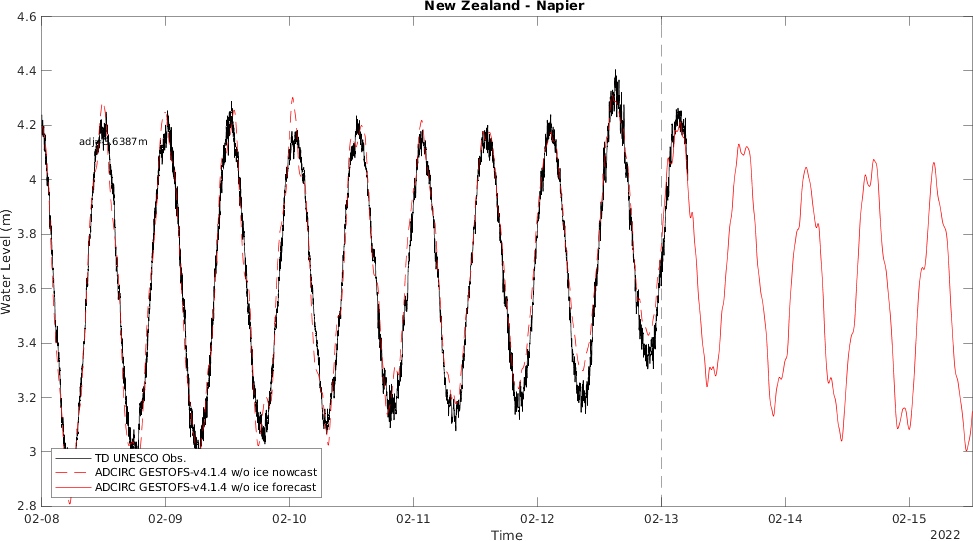 New Zealand - Napier
4.6
4.4
4.2
4
3.8
3.6
3.4
3.2
3
2.8
Water Level (m)
6387m
TD UNESCO Obs.
ADCIRC GESTOFS-v4.1.4 w/o ice nowcast
ADCIRC GESTOFS-v4.1.4 w/o ice forecast
02-08
02-09
02-10
02-11
02-12
02-13
02-14
02-15
Time
2022